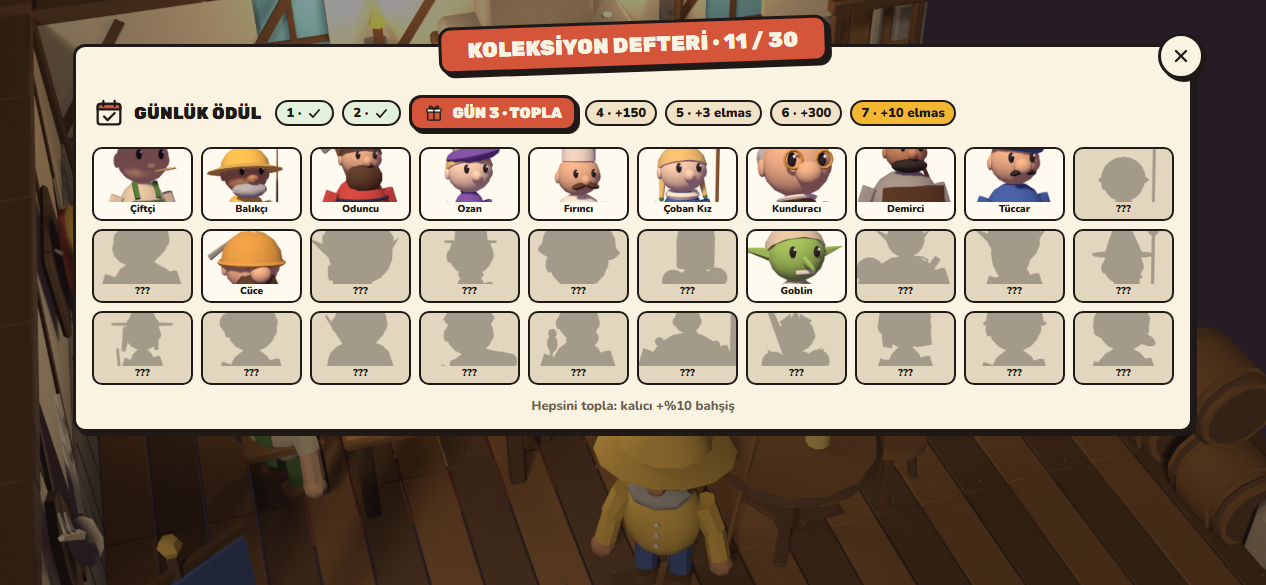 KOLEKSİYON DEFTERİ · 11 / 30
GÜNLÜK ÖDÜL 1 · ✓ 2 · ✓ GÜN 3 · TOPLA 4 · +150 5 · +3 elmas 6 · +300 7 · +10 elmas
Çiftçi Balıkçı Oduncu Ozan Fırıncı Çoban Kız Kunduracı Demirci Tüccar ???
??? Cüce ??? ??? ??? ??? Goblin ??? ??? ???
??? ??? ??? ??? ??? ??? ??? ??? ??? ???
Hepsini topla: kalıcı +%10 bahşiş